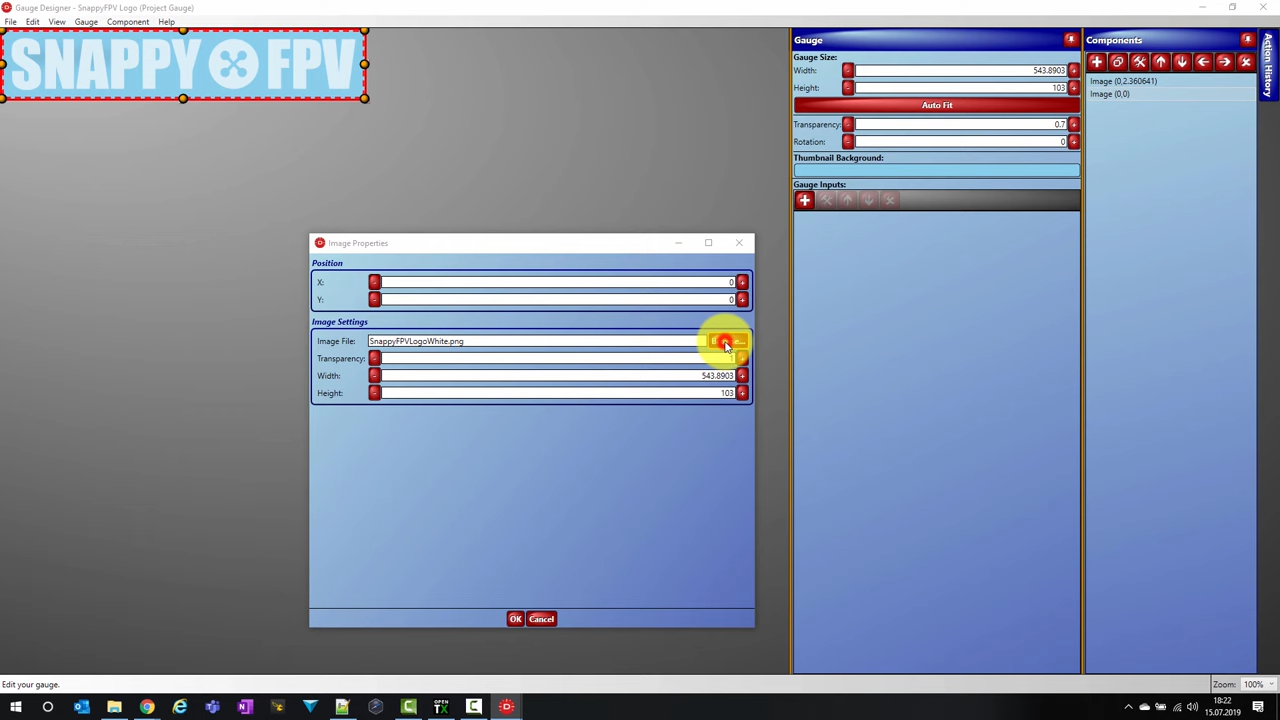 Gauge Designer - SnappyFPV Logo (Project Gauge)
File Edit View Gauge Component Help
SNAPPY FPV
Gauge
Gauge Size:
Width: 543.8903
Height: 103
Auto Fit
Transparency: 0.7
Rotation: 0
Thumbnail Background:
Gauge Inputs:
Components
Image (0,2.360641)
Image (0,0)
Action History
Image Properties
Position
X: 0
Y: 0
Image Settings
Image File: SnappyFPVLogoWhite.png
Transparency: 1
Width: 543.8903
Height: 103
OK Cancel
Edit your gauge.
Zoom: 100%
OPEN TX
18:22
15.07.2019